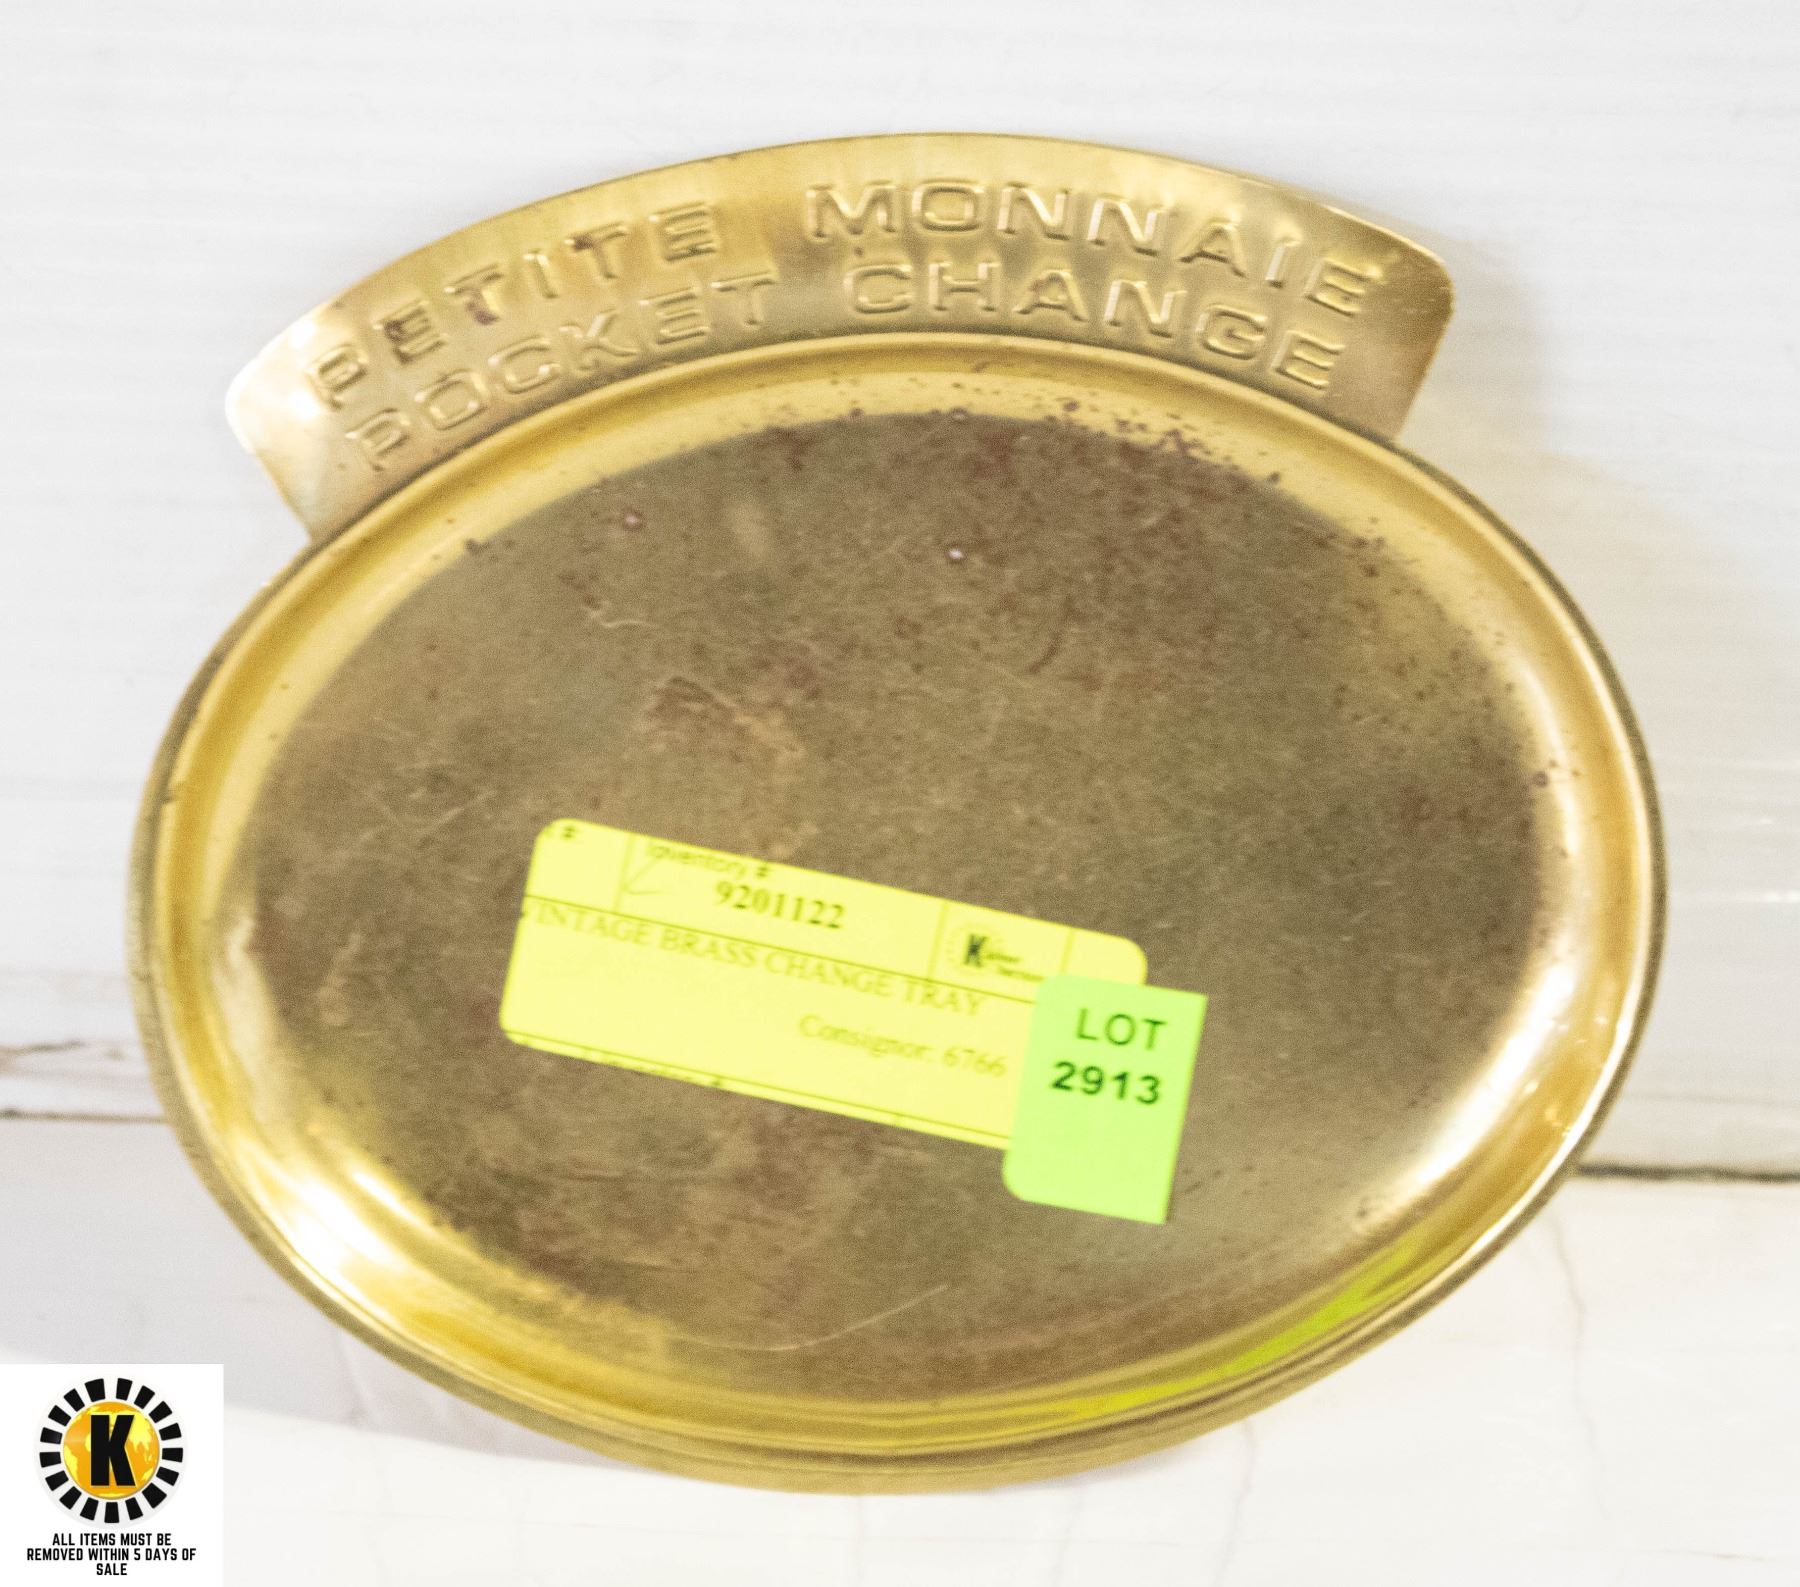 PETITE MONNAIE
POCKET CHANGE
#:
Inventory #
9201122
VINTAGE BRASS CHANGE TRAY
Consignor: 6766
LOT
2913
K
ALL ITEMS MUST BE
REMOVED WITHIN 5 DAYS OF
SALE